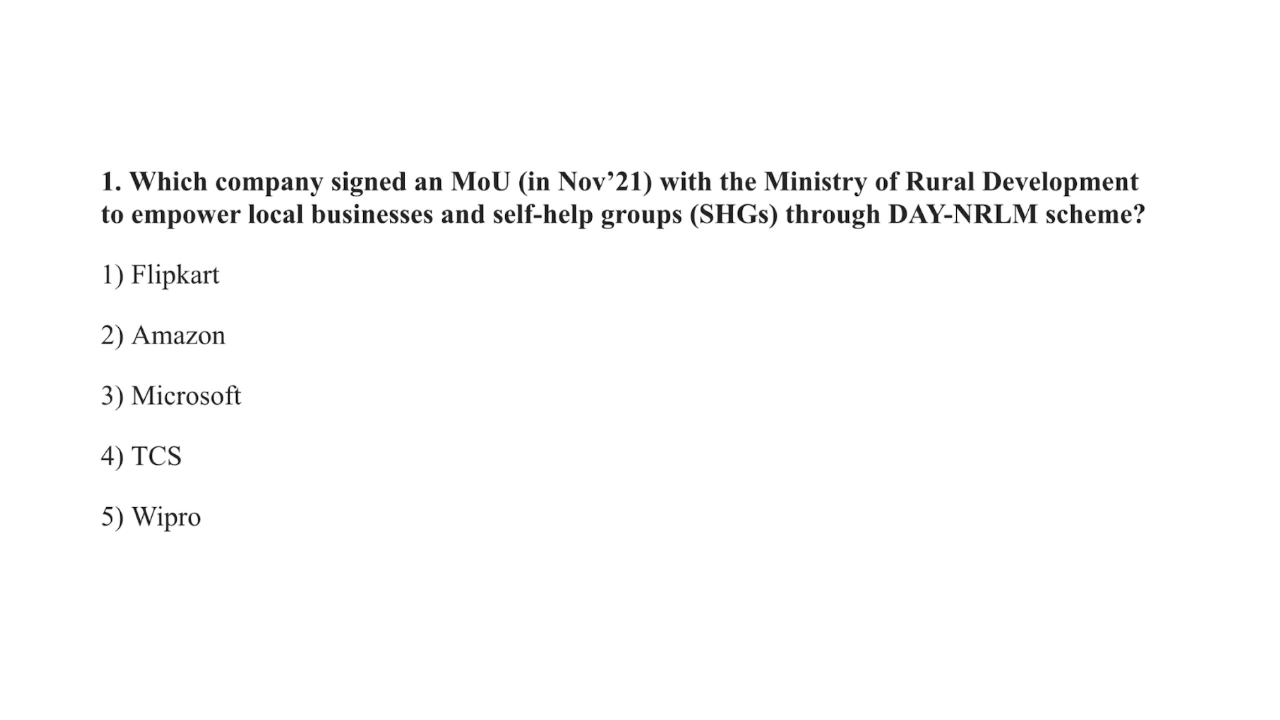 1. Which company signed an MoU (in Nov’21) with the Ministry of Rural Development
to empower local businesses and self-help groups (SHGs) through DAY-NRLM scheme?
1) Flipkart
2) Amazon
3) Microsoft
4) TCS
5) Wipro